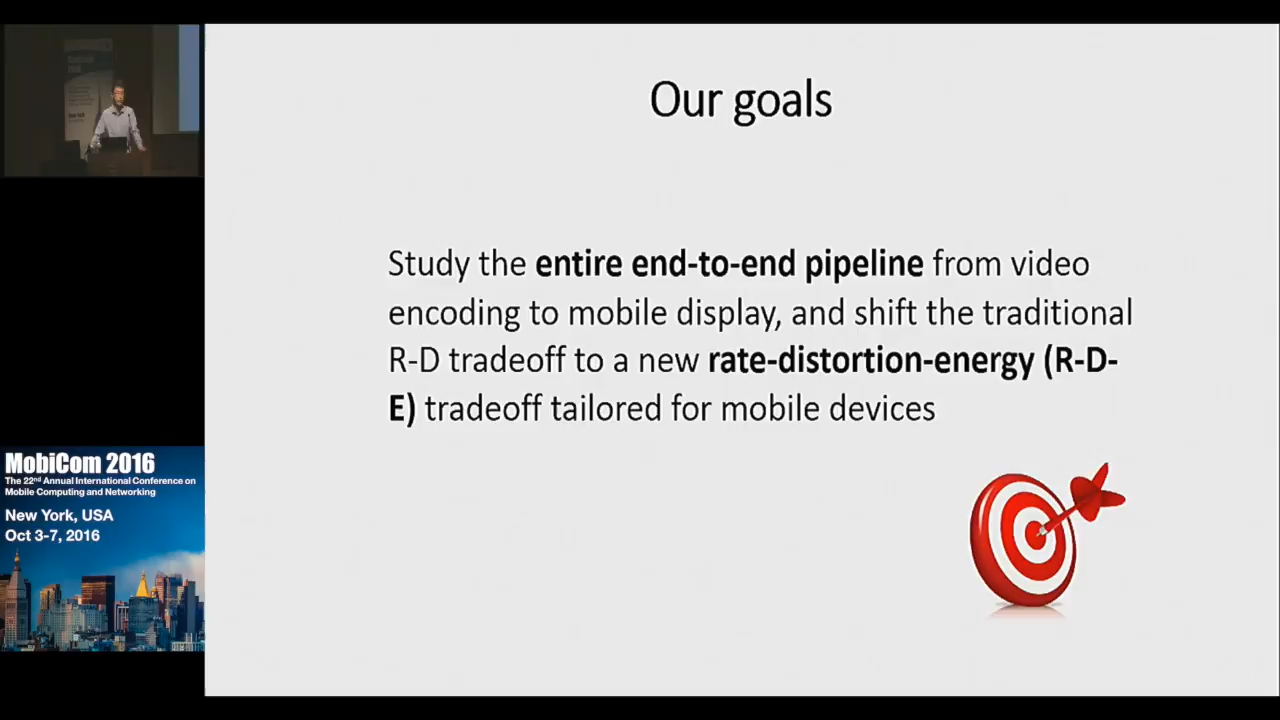 Our goals
Study the entire end-to-end pipeline from video
encoding to mobile display, and shift the traditional
R-D tradeoff to a new rate-distortion-energy (R-D-
E) tradeoff tailored for mobile devices
MobiCom 2016
The 22nd Annual International Conference on
Mobile Computing and Networking
New York, USA
Oct 3-7, 2016